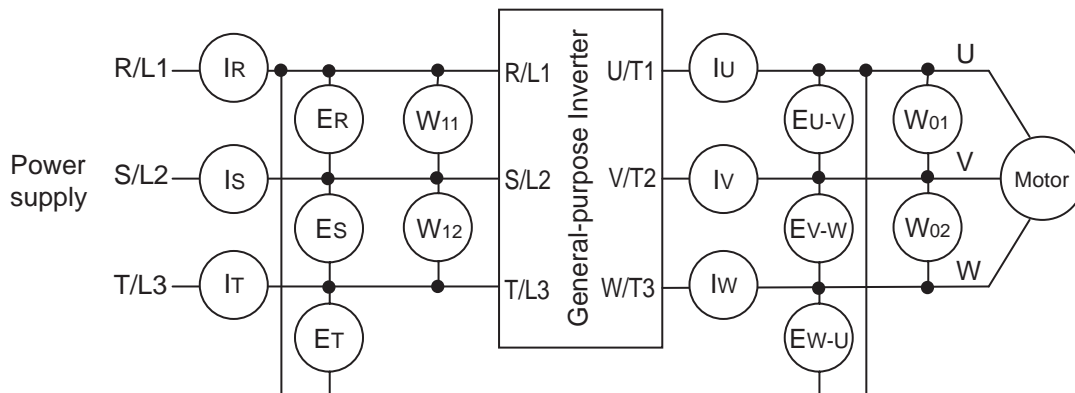 R/L1 IR R/L1 U/T1 IU U
ER W11 EU-V W01
Power supply
S/L2 IS S/L2 V/T2 IV V Motor
General-purpose Inverter
ES W12 EV-W W02
T/L3 IT T/L3 W/T3 IW W
ET EW-U